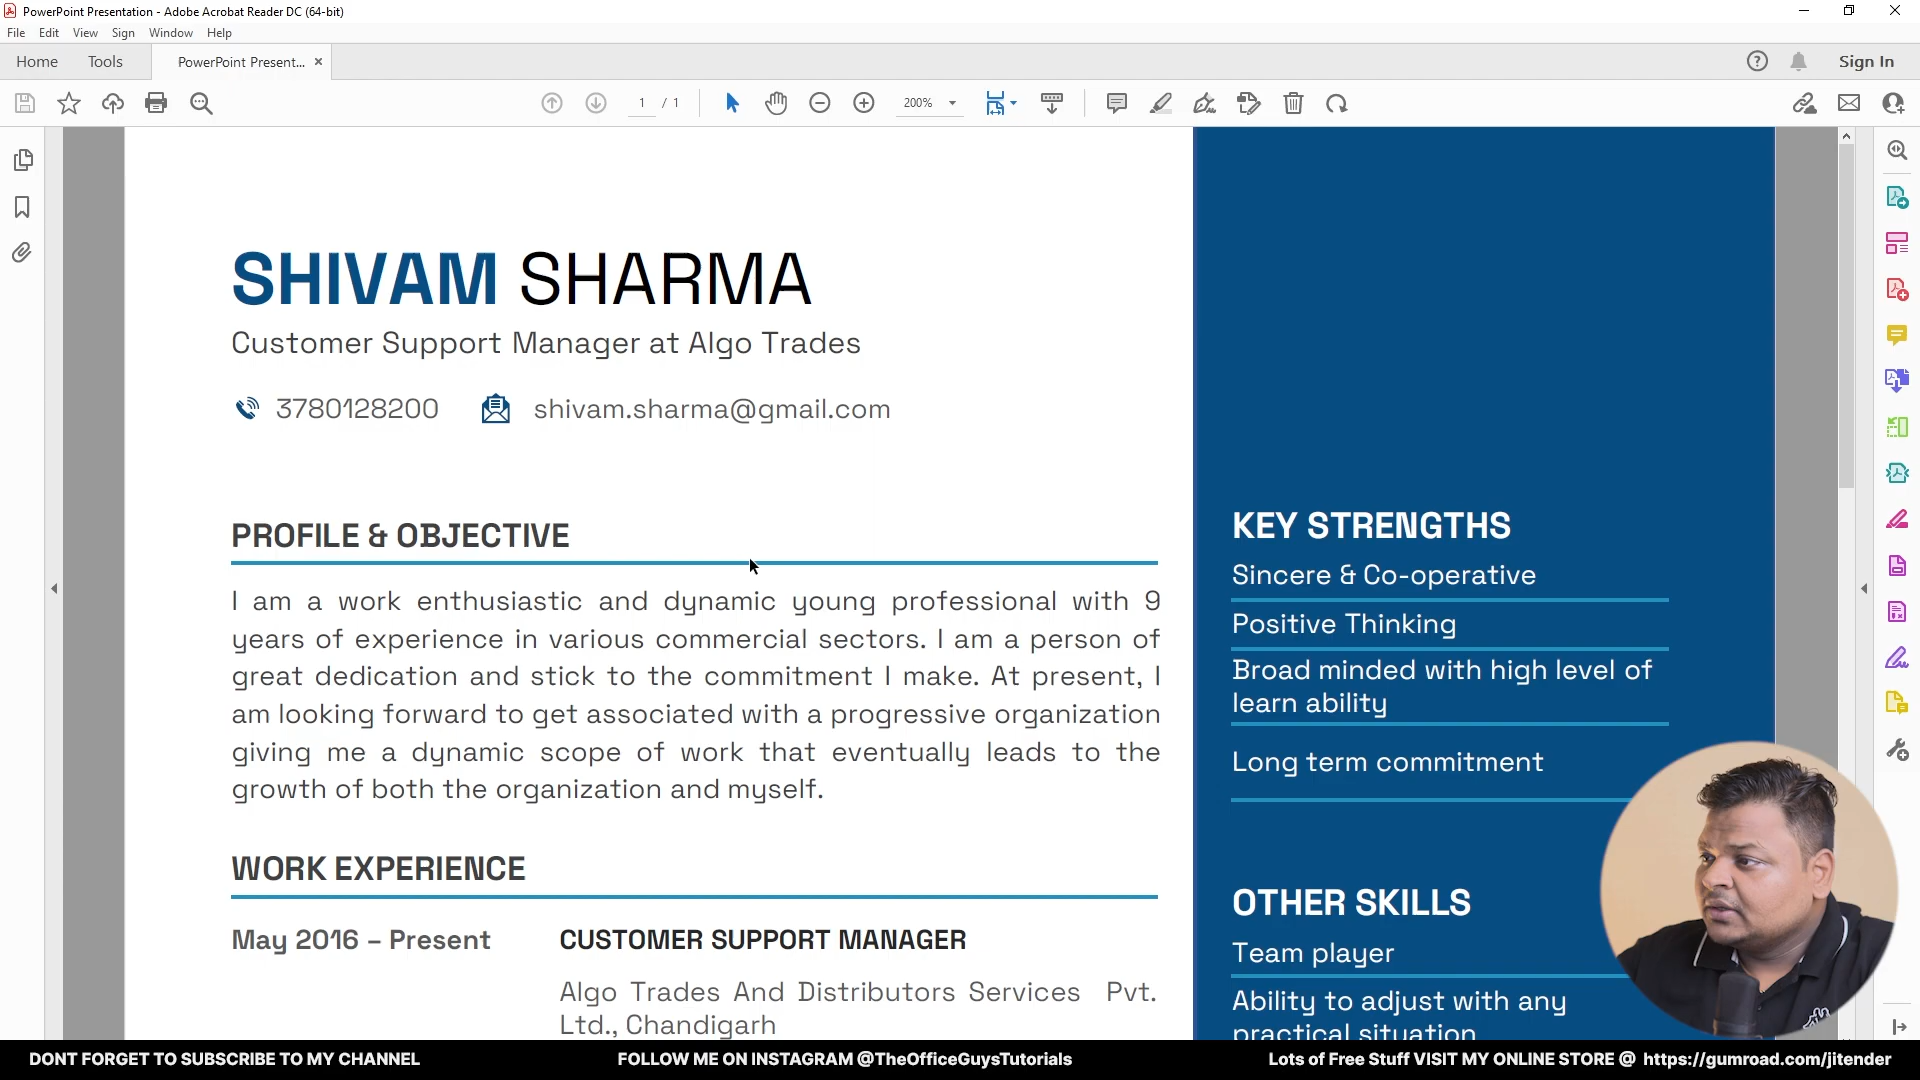 PowerPoint Presentation - Adobe Acrobat Reader DC (64-bit)
File Edit View Sign Window Help
Home Tools PowerPoint Present... Sign In
1 / 1 200%
SHIVAM SHARMA
Customer Support Manager at Algo Trades
3780128200 shivam.sharma@gmail.com
PROFILE & OBJECTIVE
I am a work enthusiastic and dynamic young professional with 9
years of experience in various commercial sectors. I am a person of
great dedication and stick to the commitment I make. At present, I
am looking forward to get associated with a progressive organization
giving me a dynamic scope of work that eventually leads to the
growth of both the organization and myself.
WORK EXPERIENCE
May 2016 – Present CUSTOMER SUPPORT MANAGER
Algo Trades And Distributors Services Pvt.
Ltd., Chandigarh
KEY STRENGTHS
Sincere & Co-operative
Positive Thinking
Broad minded with high level of
learn ability
Long term commitment
OTHER SKILLS
Team player
Ability to adjust with any
practical situation
DONT FORGET TO SUBSCRIBE TO MY CHANNEL FOLLOW ME ON INSTAGRAM @TheOfficeGuysTutorials Lots of Free Stuff VISIT MY ONLINE STORE @ https://gumroad.com/jitender